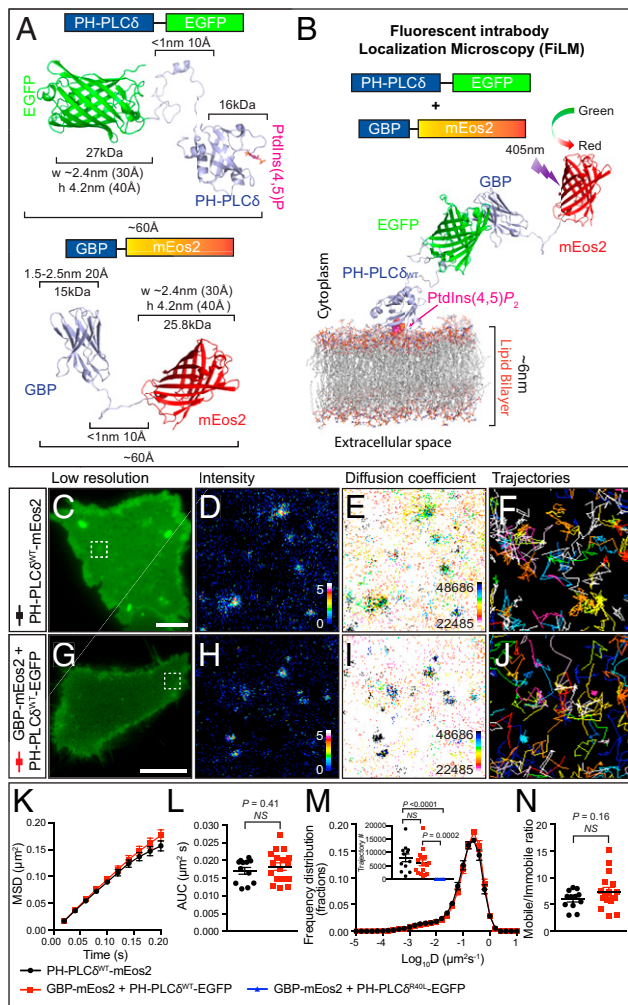 A
PH-PLCδ
EGFP
<1nm 10Å
EGFP
16kDa
PtdIns(4,5)P
27kDa
w ~2.4nm (30Å)
h 4.2nm (40Å)
PH-PLCδ
~60Å
GBP
mEos2
1.5-2.5nm 20Å
15kDa
w ~2.4nm (30Å)
h 4.2nm (40Å)
25.8kDa
GBP
mEos2
<1nm 10Å
~60Å
B
Fluorescent intrabody
Localization Microscopy (FiLM)
PH-PLCδ
EGFP
+
GBP
mEos2
Green
Red
405nm
GBP
EGFP
mEos2
PH-PLCδWT
PtdIns(4,5)P2
Cytoplasm
Lipid Bilayer
~6nm
Extracellular space
Low resolution
Intensity
Diffusion coefficient
Trajectories
PH-PLCδWT-mEos2
C
D
5
0
E
48686
22485
F
GBP-mEos2 +
PH-PLCδWT-EGFP
G
H
5
0
I
48686
22485
J
K
MSD (µm²)
0.20
0.15
0.10
0.05
0.00
0.00 0.05 0.10 0.15 0.20
Time (s)
L
P = 0.41
NS
AUC (µm² s)
0.030
0.025
0.020
0.015
0.010
0.005
0.000
M
P <0.0001
NS
P = 0.0002
Trajectory #
20000
15000
10000
5000
0
Frequency distribution
(fractions)
0.20
0.15
0.10
0.05
0.00
-5 -4 -3 -2 -1 0 1
Log10D (µm²s⁻¹)
N
P = 0.16
NS
Mobile/Immobile ratio
20
15
10
5
0
PH-PLCδWT-mEos2
GBP-mEos2 + PH-PLCδWT-EGFP
GBP-mEos2 + PH-PLCδR40L-EGFP